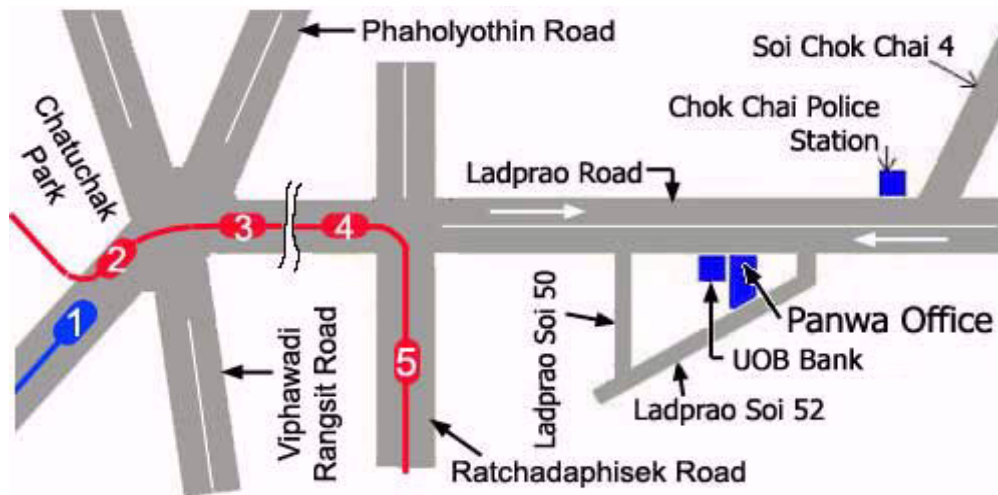 Phaholyothin Road
Soi Chok Chai 4
Chatuchak
Park
Chok Chai Police
Station
Ladprao Road
3
4
2
1
5
Viphawadi
Rangsit Road
Ladprao Soi 50
Panwa Office
UOB Bank
Ladprao Soi 52
Ratchadaphisek Road